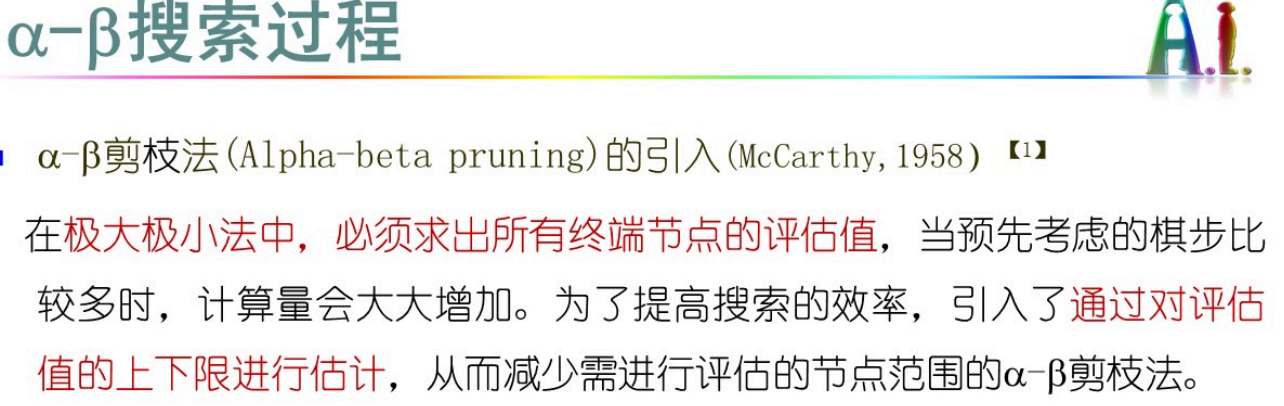 α-β搜索过程
A.I.
α-β剪枝法(Alpha-beta pruning)的引入(McCarthy,1958)【1】
在极大极小法中，必须求出所有终端节点的评估值，当预先考虑的棋步比
较多时，计算量会大大增加。为了提高搜索的效率，引入了通过对评估
值的上下限进行估计，从而减少需进行评估的节点范围的α-β剪枝法。